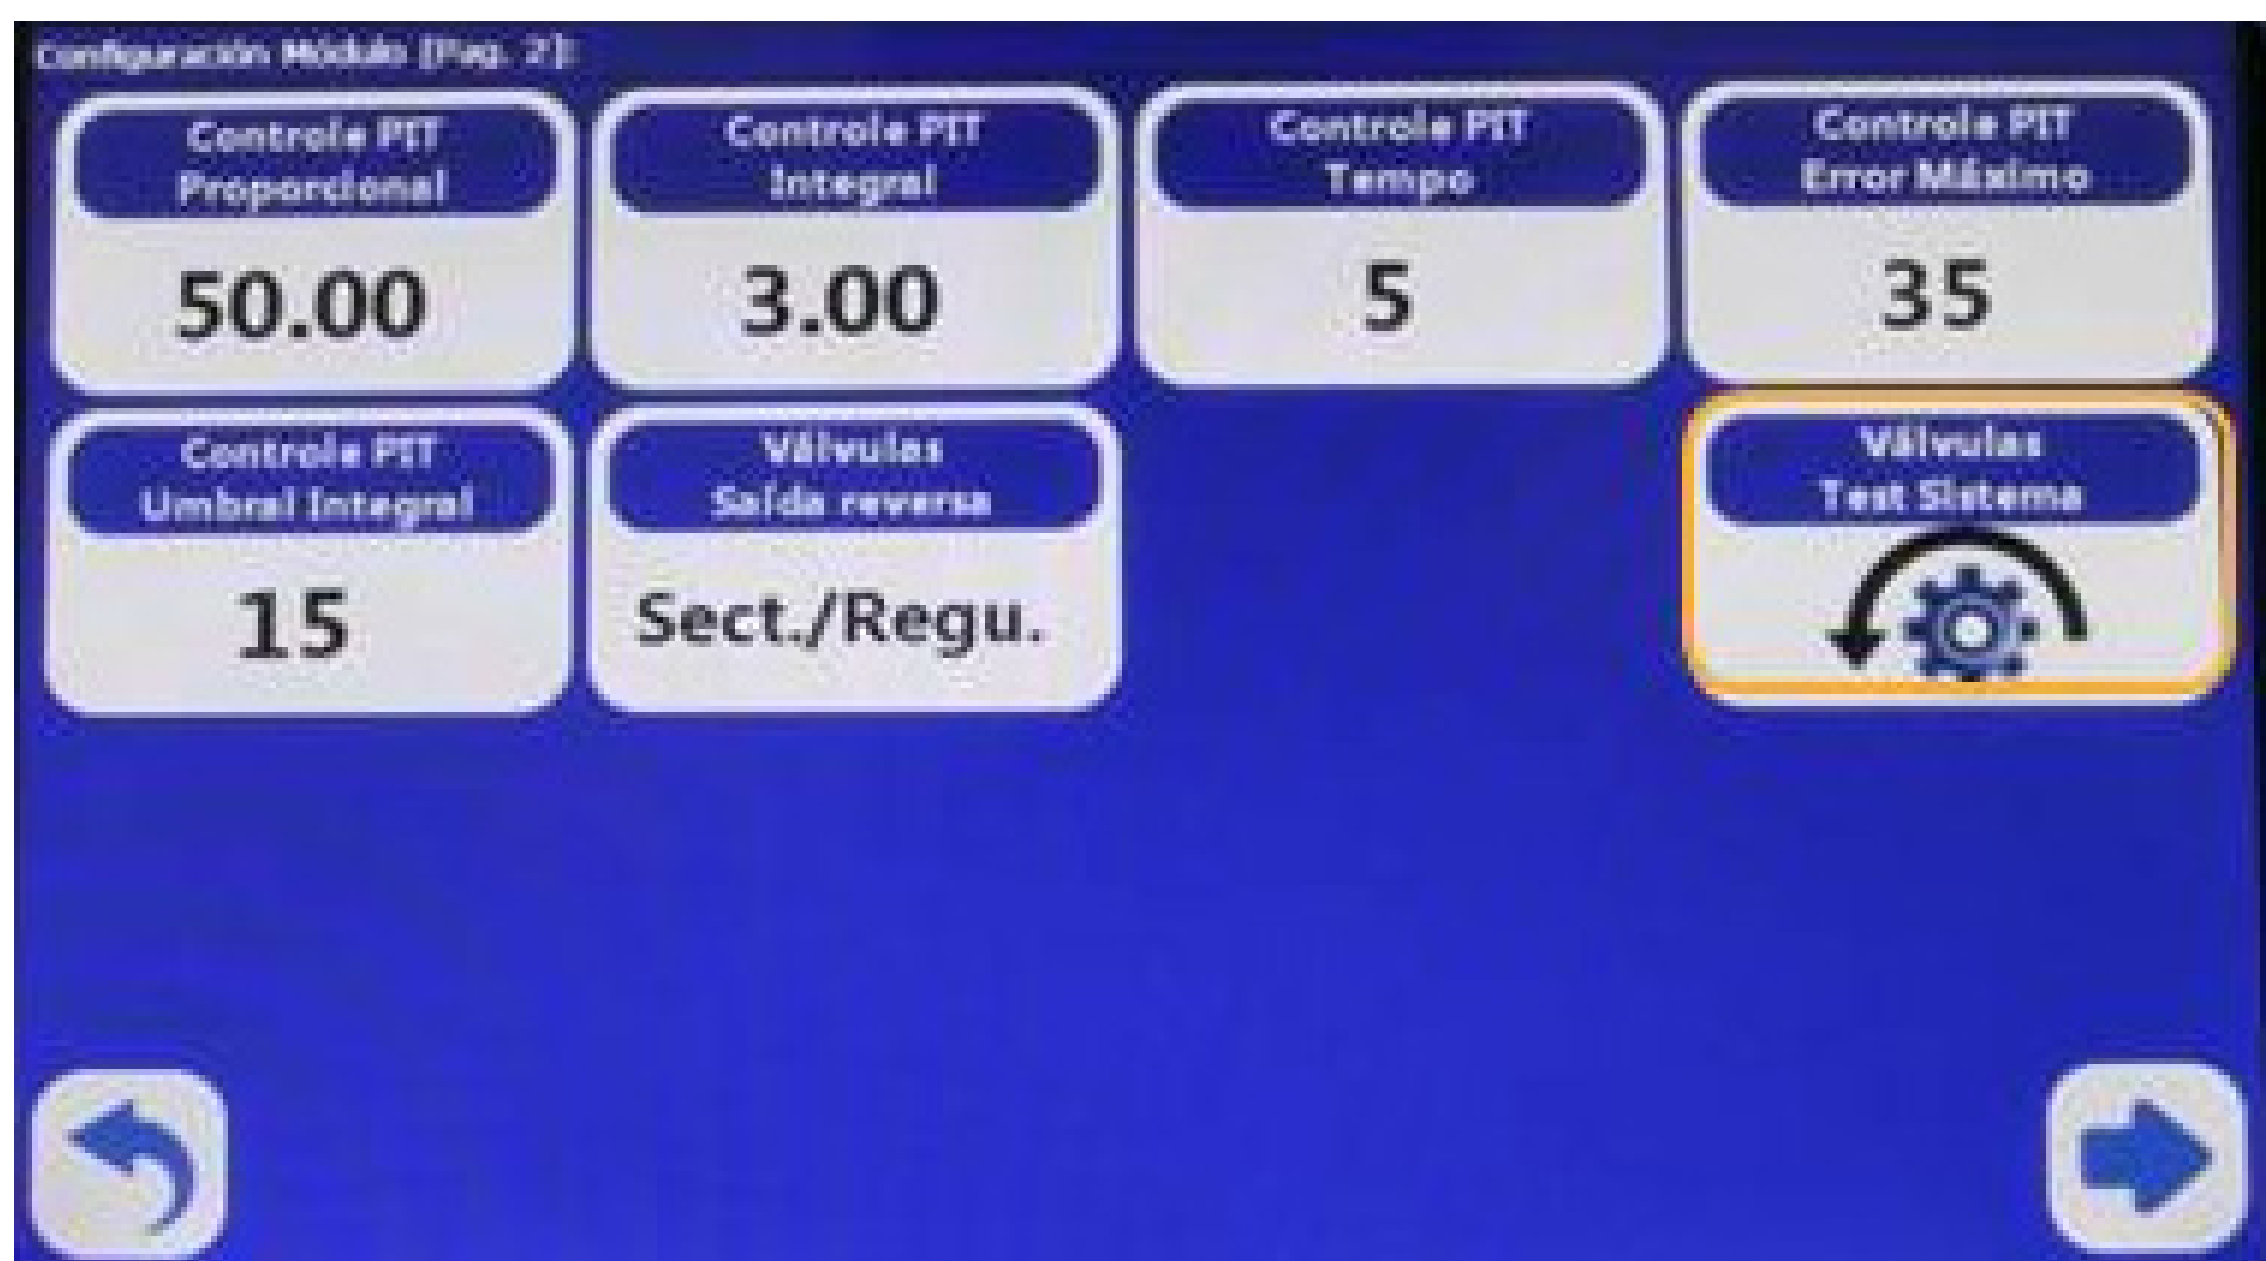 Configuración Módulo [Pag. 2]:
Controle PIT
Proporcional
50.00
Controle PIT
Integral
3.00
Controle PIT
Tempo
5
Controle PIT
Error Máximo
35
Controle PIT
Umbral Integral
15
Válvulas
Saída reversa
Sect./Regu.
Válvulas
Test Sistema